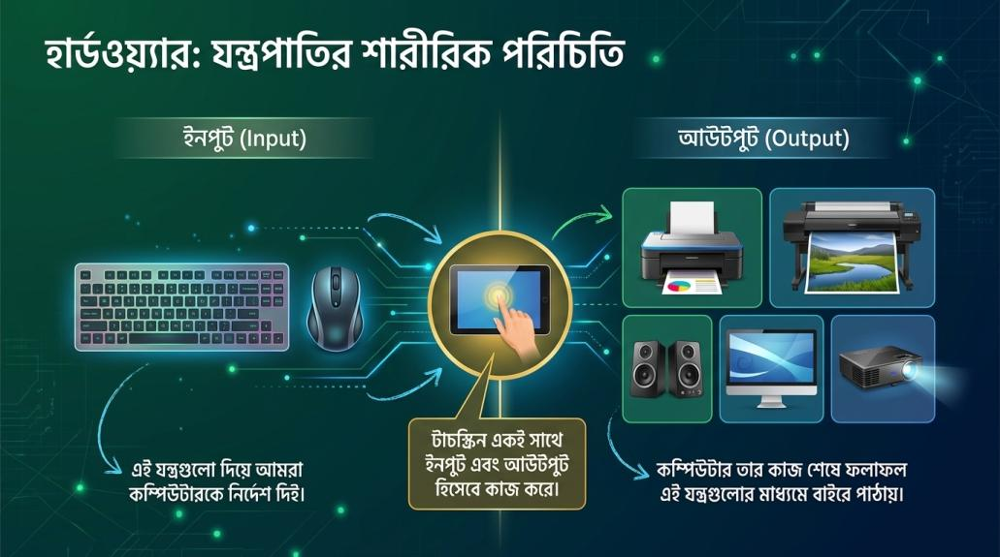 হার্ডওয়্যার: যন্ত্রপাতির শারীরিক পরিচিতি
ইনপুট (Input)
আউটপুট (Output)
এই যন্ত্রগুলো দিয়ে আমরা
কম্পিউটারকে নির্দেশ দিই।
টাচস্ক্রিন একই সাথে
ইনপুট এবং আউটপুট
হিসেবে কাজ করে।
কম্পিউটার তার কাজ শেষে ফলাফল
এই যন্ত্রগুলোর মাধ্যমে বাইরে পাঠায়।